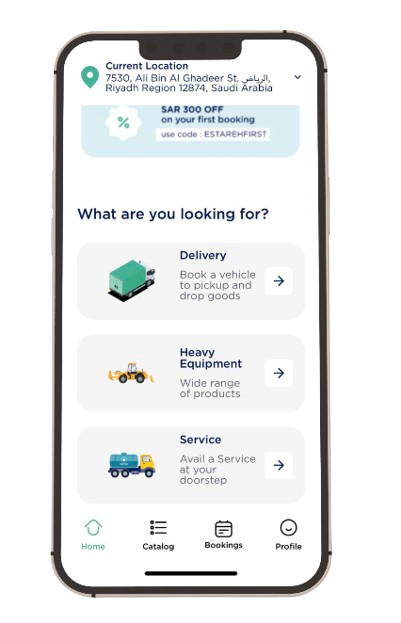 Current Location
7530, Ali Bin Al Ghadeer St, الرياض,
Riyadh Region 12874, Saudi Arabia
SAR 300 OFF
on your first booking
use code : ESTAREHFIRST
What are you looking for?
Delivery
Book a vehicle
to pickup and
drop goods
Heavy
Equipment
Wide range
of products
Service
Avail a Service
at your
doorstep
Home
Catalog
Bookings
Profile